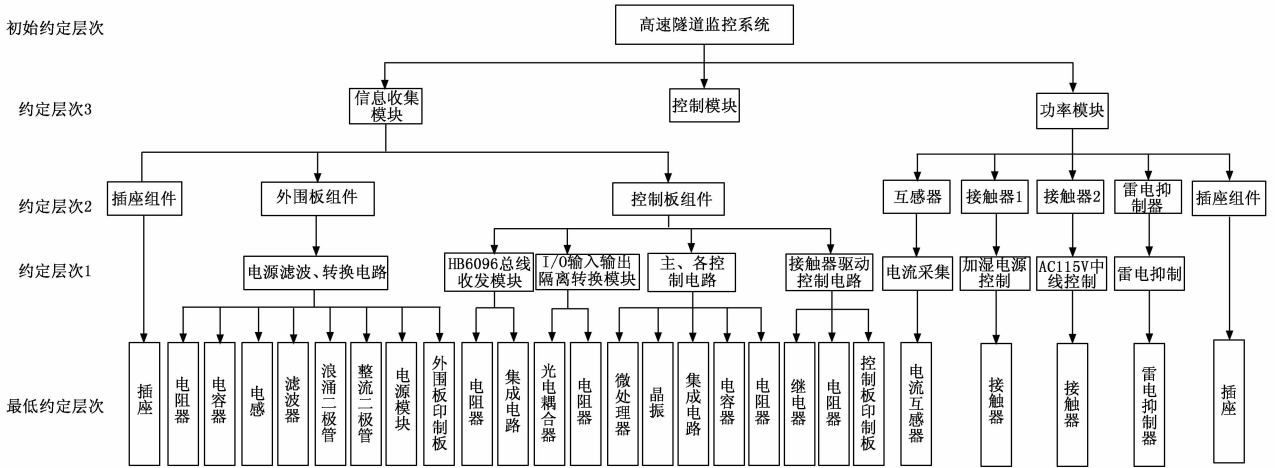 初始约定层次
高速隧道监控系统
约定层次3
信息收集
模块
控制模块
功率模块
约定层次2
插座组件
外围板组件
控制板组件
互感器
接触器1
接触器2
雷电抑
制器
插座组件
约定层次1
电源滤波、转换电路
HB6096总线
收发模块
I/O输入输出
隔离转换模块
主、各控
制电路
接触器驱动
控制电路
电流采集
加湿电源
控制
AC115V中
线控制
雷电抑制
最低约定层次
插座
电阻器
电容器
电感
滤波器
浪涌二极管
整流二极管
电源模块
外围板印制板
电阻器
集成电路
光电耦合器
电阻器
微处理器
晶振
集成电路
电容器
电阻器
继电器
电阻器
控制板印制板
电流互感器
接触器
接触器
雷电抑制器
插座